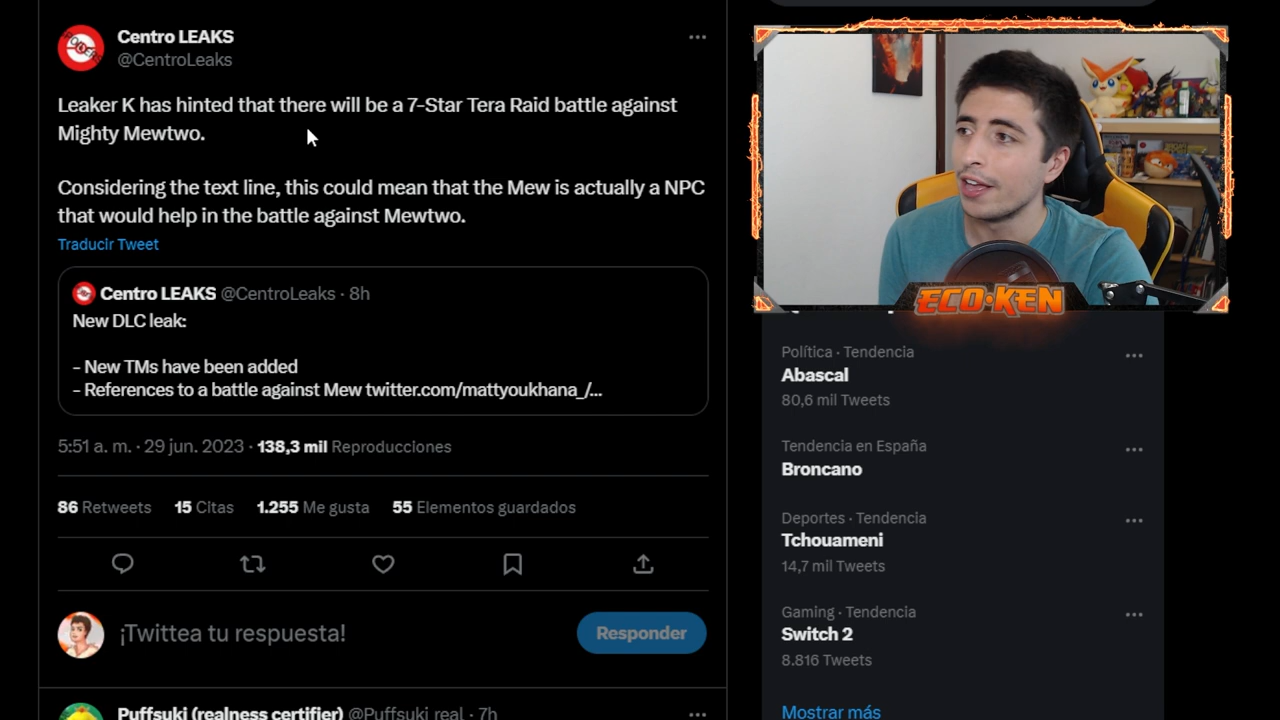 Centro LEAKS
@CentroLeaks
Leaker K has hinted that there will be a 7-Star Tera Raid battle against
Mighty Mewtwo.
Considering the text line, this could mean that the Mew is actually a NPC
that would help in the battle against Mewtwo.
Traducir Tweet
Centro LEAKS @CentroLeaks · 8h
New DLC leak:
- New TMs have been added
- References to a battle against Mew twitter.com/mattyoukhana_/...
5:51 a. m. · 29 jun. 2023 · 138,3 mil Reproducciones
86 Retweets 15 Citas 1.255 Me gusta 55 Elementos guardados
¡Twittea tu respuesta!
Responder
Puffsuki (realness certifier) @Puffsuki_real · 7h
ECO·KEN
Política · Tendencia
Abascal
80,6 mil Tweets
Tendencia en España
Broncano
Deportes · Tendencia
Tchouameni
14,7 mil Tweets
Gaming · Tendencia
Switch 2
8.816 Tweets
Mostrar más